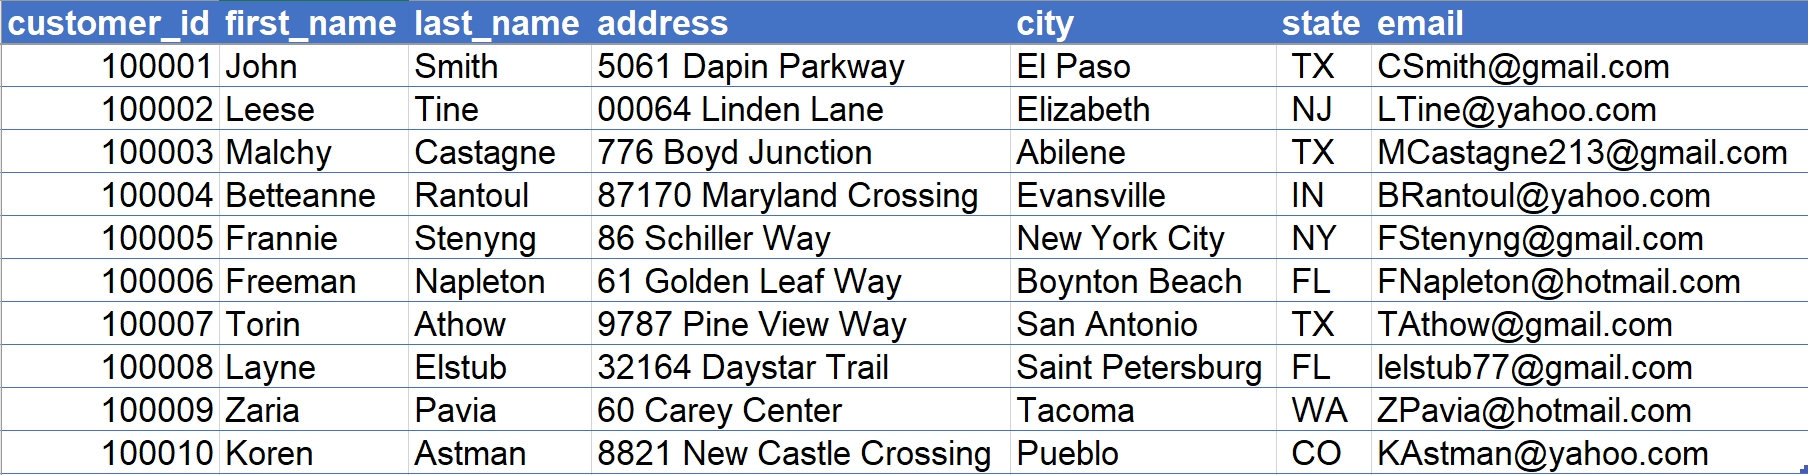 customer_id first_name last_name address city state email
100001 John Smith 5061 Dapin Parkway El Paso TX CSmith@gmail.com
100002 Leese Tine 00064 Linden Lane Elizabeth NJ LTine@yahoo.com
100003 Malchy Castagne 776 Boyd Junction Abilene TX MCastagne213@gmail.com
100004 Betteanne Rantoul 87170 Maryland Crossing Evansville IN BRantoul@yahoo.com
100005 Frannie Stenyng 86 Schiller Way New York City NY FStenyng@gmail.com
100006 Freeman Napleton 61 Golden Leaf Way Boynton Beach FL FNapleton@hotmail.com
100007 Torin Athow 9787 Pine View Way San Antonio TX TAthow@gmail.com
100008 Layne Elstub 32164 Daystar Trail Saint Petersburg FL lelstub77@gmail.com
100009 Zaria Pavia 60 Carey Center Tacoma WA ZPavia@hotmail.com
100010 Koren Astman 8821 New Castle Crossing Pueblo CO KAstman@yahoo.com